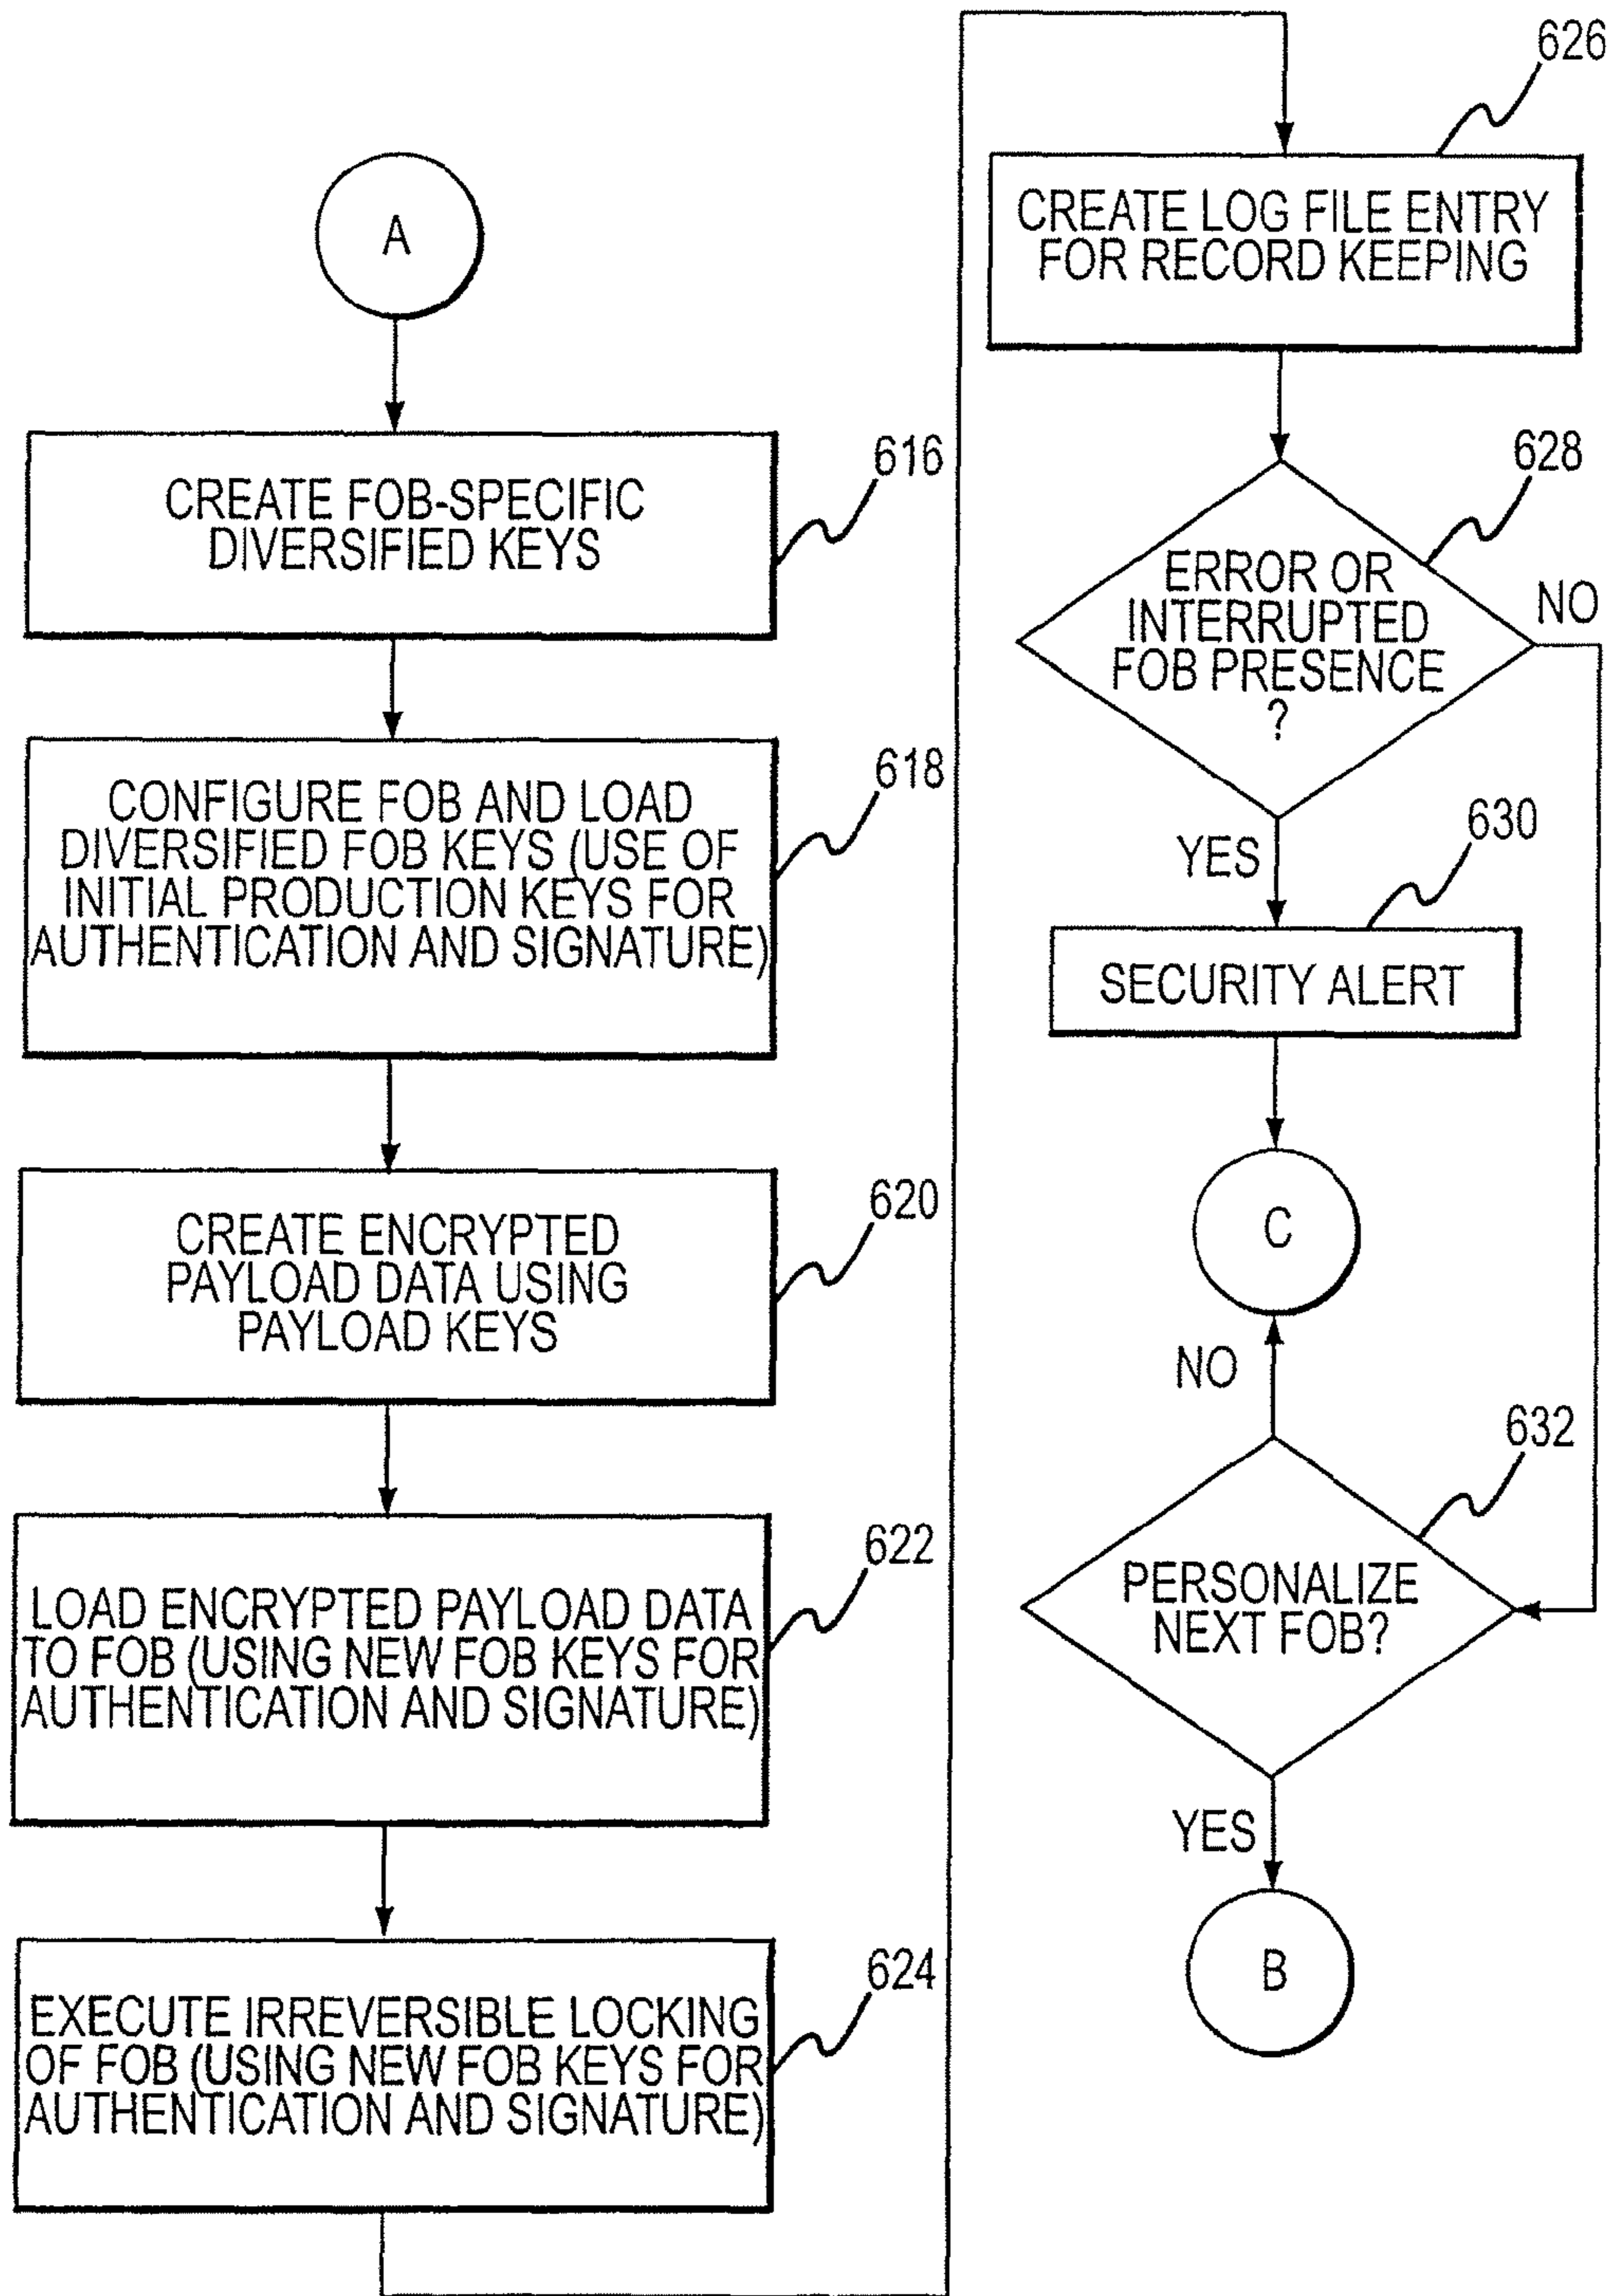 A
616
CREATE FOB-SPECIFIC
DIVERSIFIED KEYS
618
CONFIGURE FOB AND LOAD
DIVERSIFIED FOB KEYS (USE OF
INITIAL PRODUCTION KEYS FOR
AUTHENTICATION AND SIGNATURE)
620
CREATE ENCRYPTED
PAYLOAD DATA USING
PAYLOAD KEYS
622
LOAD ENCRYPTED PAYLOAD DATA
TO FOB (USING NEW FOB KEYS FOR
AUTHENTICATION AND SIGNATURE)
624
EXECUTE IRREVERSIBLE LOCKING
OF FOB (USING NEW FOB KEYS FOR
AUTHENTICATION AND SIGNATURE)
626
CREATE LOG FILE ENTRY
FOR RECORD KEEPING
628
ERROR OR
INTERRUPTED
FOB PRESENCE
?
NO
YES
630
SECURITY ALERT
C
NO
632
PERSONALIZE
NEXT FOB?
YES
B